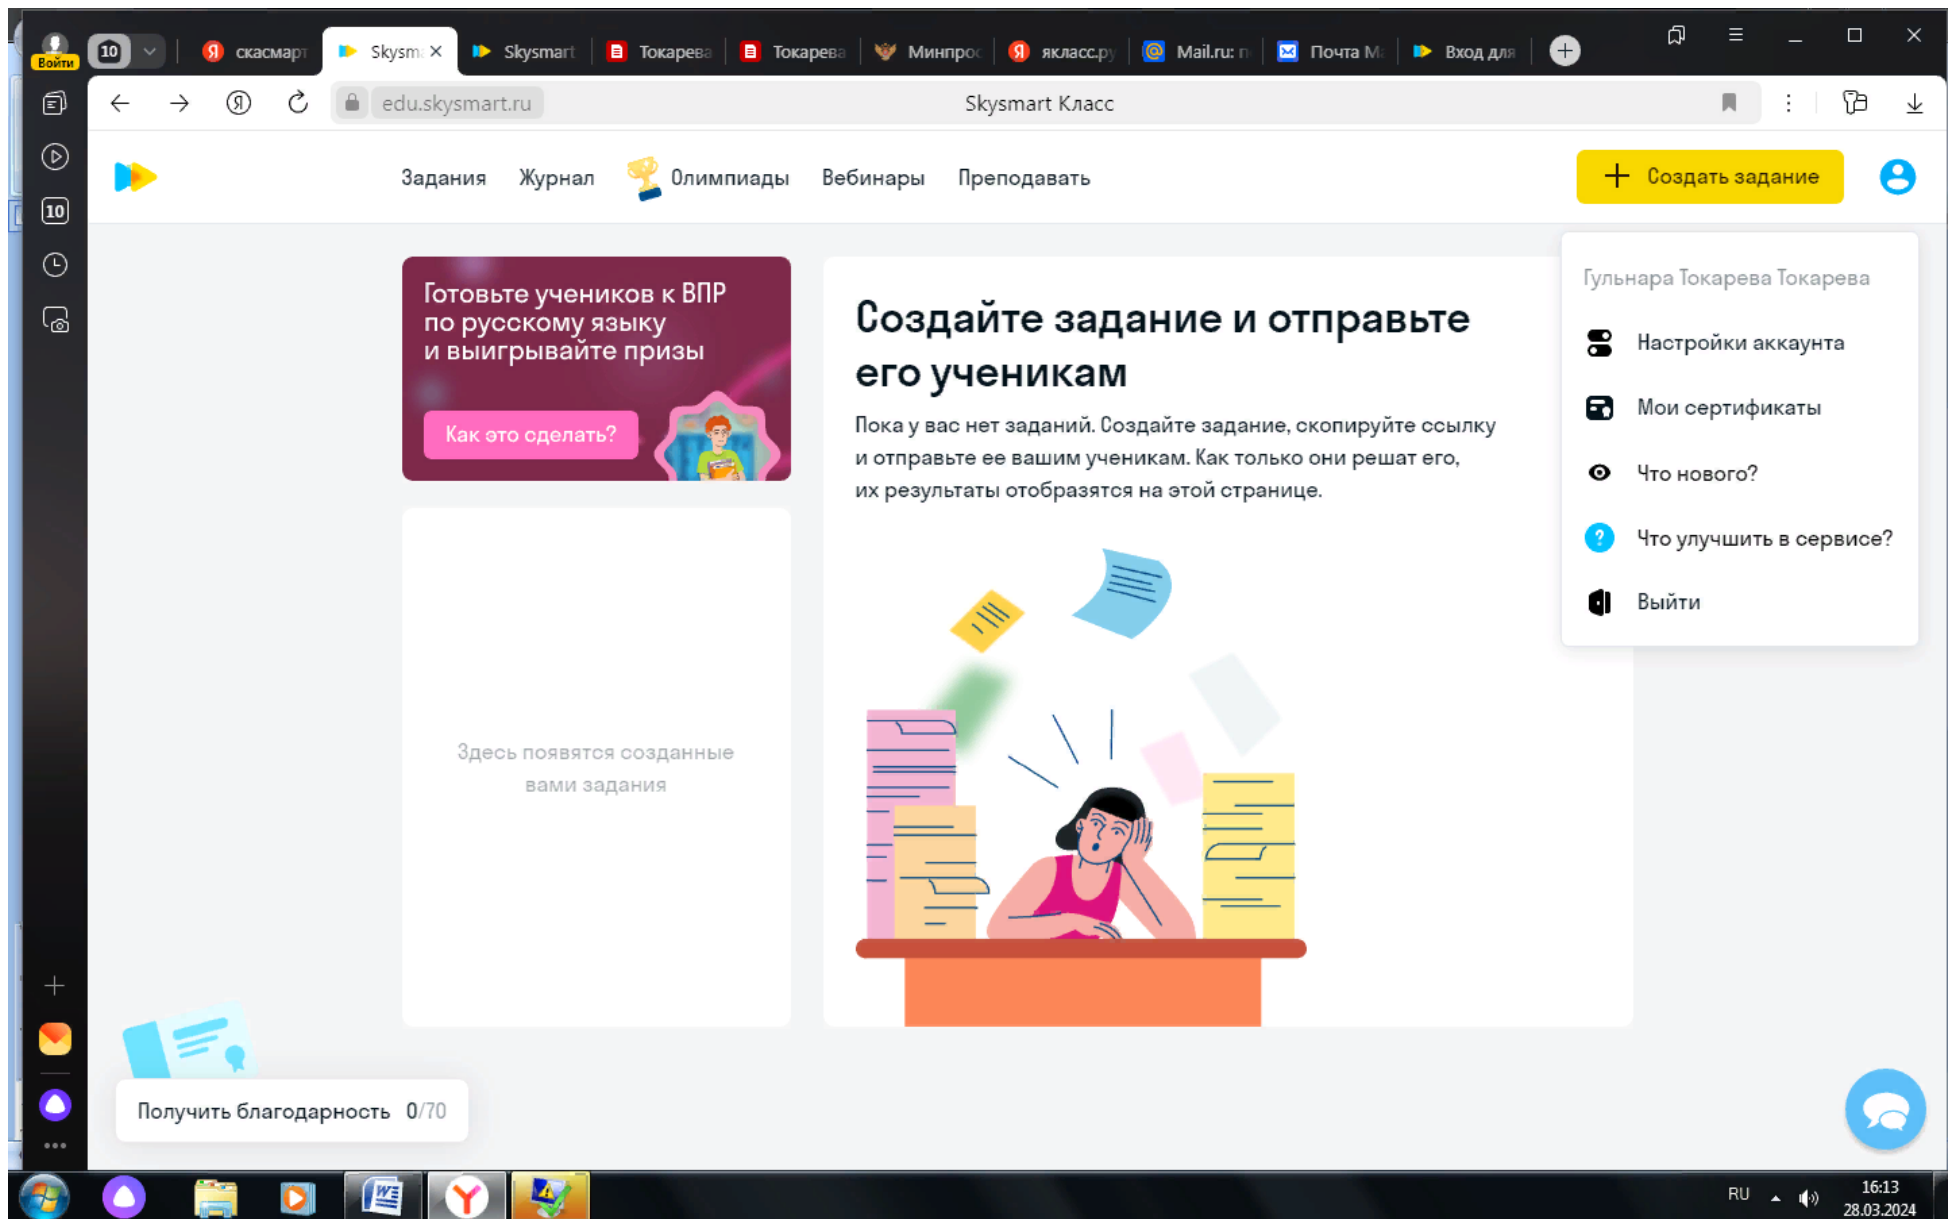 Войти
10
скасмарт
Skysm
Skysmart
Токарева
Токарева
Минпрос
якласс.ру
Mail.ru: п
Почта Ma
Вход для
edu.skysmart.ru
Skysmart Класс
10
Задания
Журнал
Олимпиады
Вебинары
Преподавать
Создать задание
Готовьте учеников к ВПР
по русскому языку
и выигрывайте призы
Как это сделать?
Здесь появятся созданные
вами задания
Создайте задание и отправьте
его ученикам
Пока у вас нет заданий. Создайте задание, скопируйте ссылку
и отправьте ее вашим ученикам. Как только они решат его,
их результаты отобразятся на этой странице.
Гульнара Токарева Токарева
Настройки аккаунта
Мои сертификаты
Что нового?
Что улучшить в сервисе?
Выйти
Получить благодарность 0/70
RU
16:13
28.03.2024